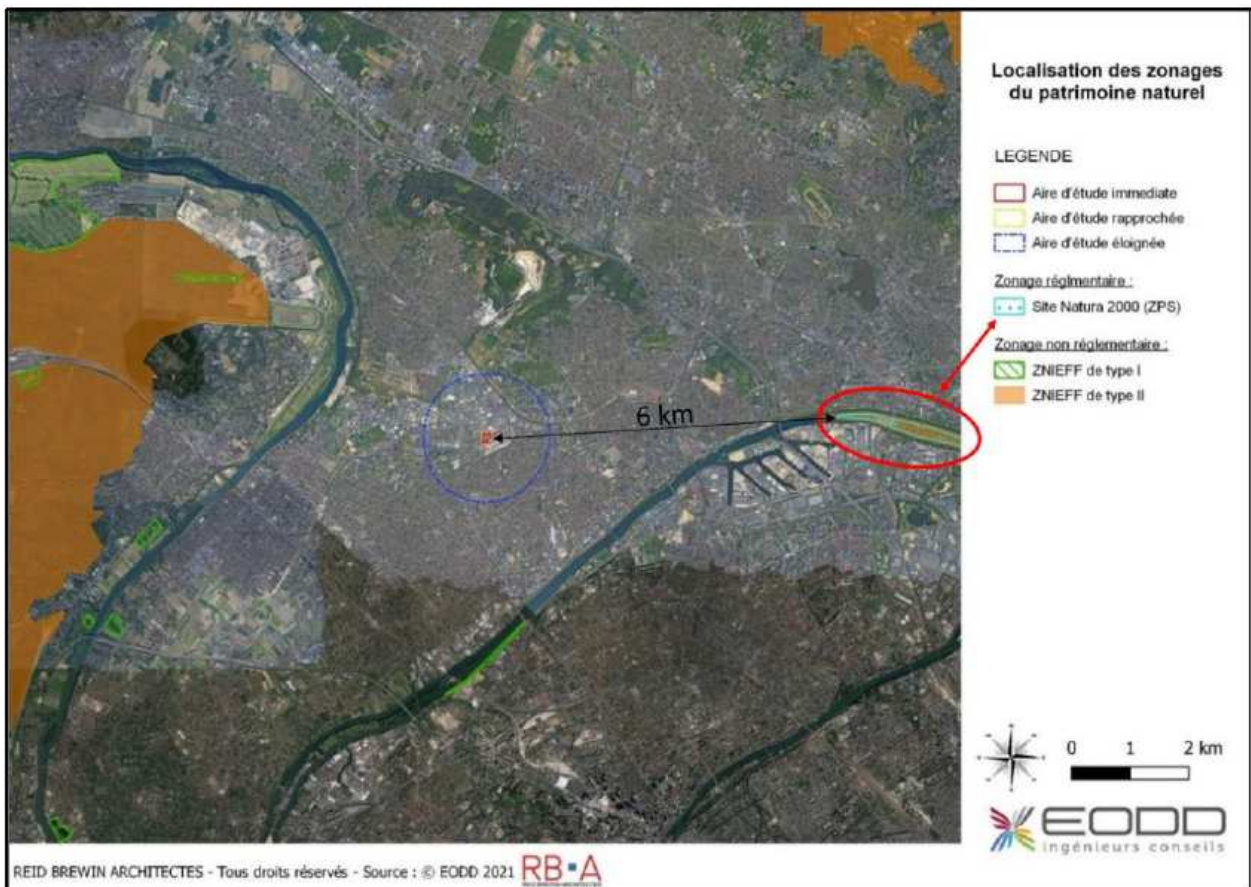 Localisation des zonages
du patrimoine naturel
LEGENDE
Aire d'étude immediate
Aire d'étude rapprochée
Aire d'étude éloignée
Zonage réglmentaire :
Site Natura 2000 (ZPS)
Zonage non réglementaire :
ZNIEFF de type I
ZNIEFF de type II
6 km
0 1 2 km
EODD
ingénieurs conseils
REID BREWIN ARCHITECTES - Tous droits réservés - Source : © EODD 2021 RB A